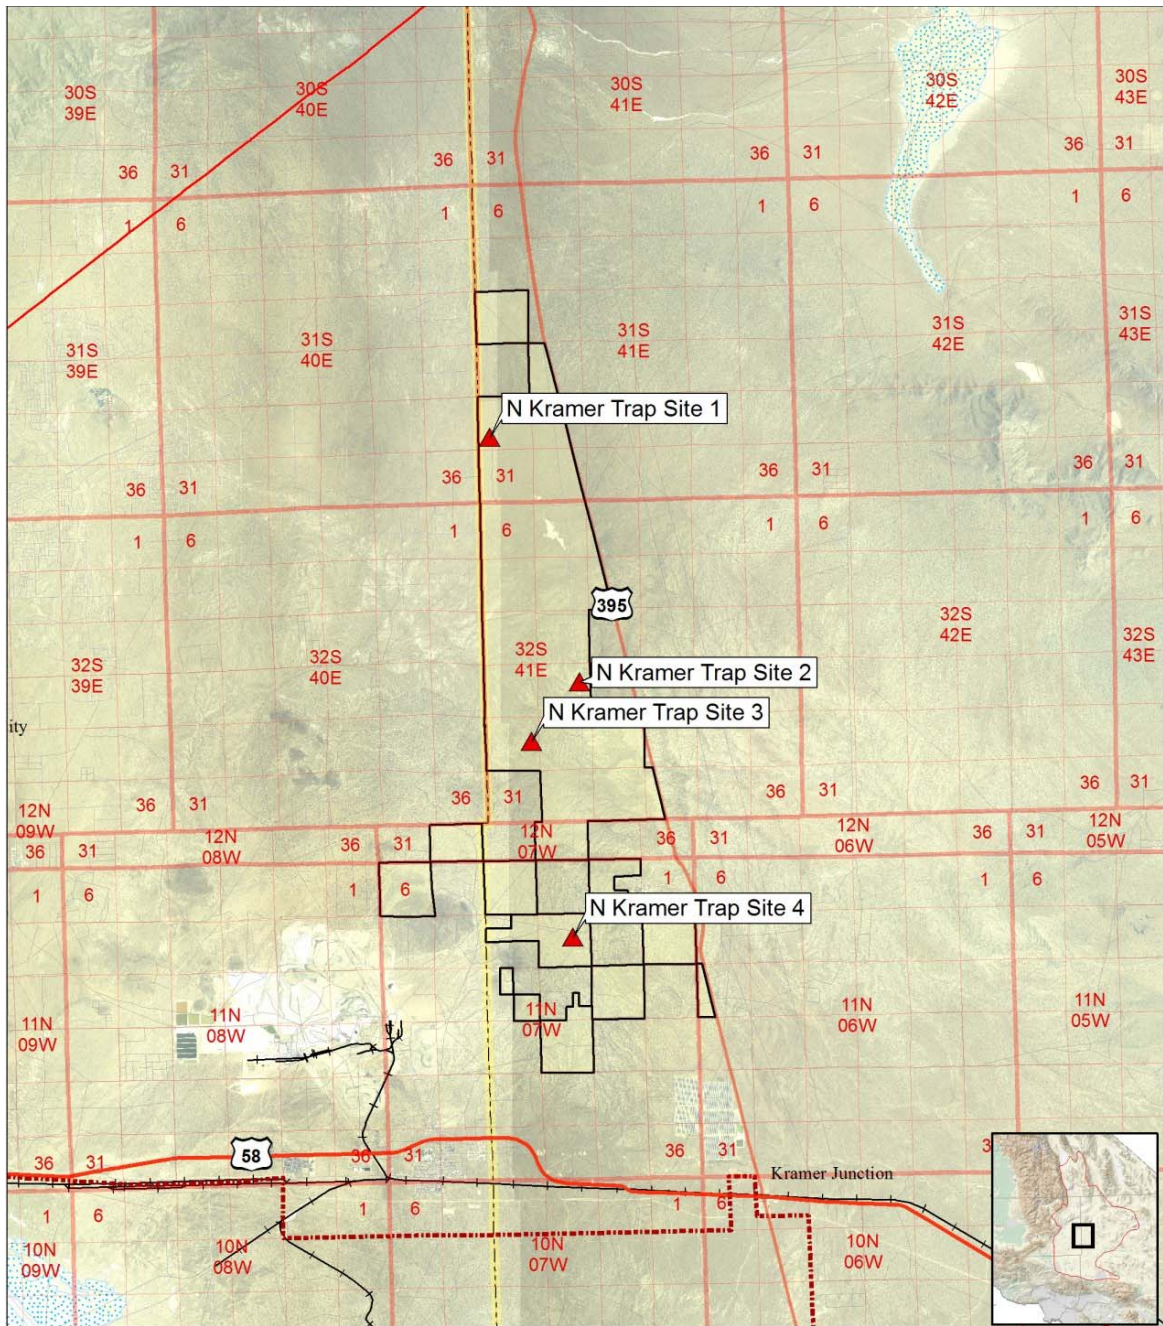 30S
39E
30S
40E
30S
41E
30S
42E
30S
43E
36 31
36 31
36 31
36 31
1 6
1 6
1 6
1 6
31S
39E
31S
40E
31S
41E
31S
42E
31S
43E
N Kramer Trap Site 1
36 31
36 31
36 31
36 31
1 6
1 6
1 6
1 6
395
32S
39E
32S
40E
32S
41E
32S
42E
32S
43E
N Kramer Trap Site 2
N Kramer Trap Site 3
ity
36 31
36 31
36 31
36 31
12N
09W
12N
08W
12N
07W
12N
06W
12N
05W
36 31
36 31
36 31
36 31
1 6
1 6
1 6
1 6
N Kramer Trap Site 4
11N
09W
11N
08W
11N
07W
11N
06W
11N
05W
58
36 31
36 31
36 31
Kramer Junction
1 6
1 6
1 6
10N
09W
10N
08W
10N
07W
10N
06W